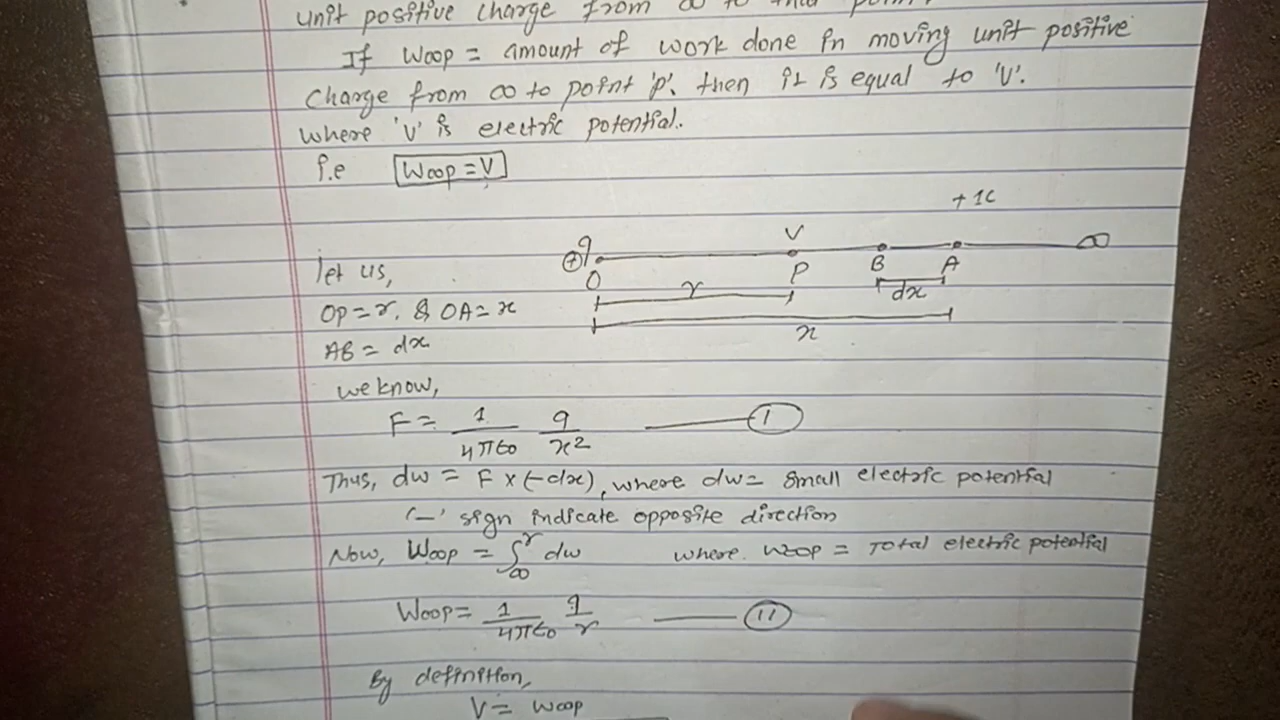 unit positive charge from ∞ to that point.
If W∞p = amount of work done in moving unit positive
charge from ∞ to point 'p'. then it is equal to 'V'.
where 'V' is electric potential.
i.e W∞p = V
+1C
⊕q V ∞
O P B A
let us,
r dx
OP = r. & OA = x
x
AB = dx
we know,
F = 1/4πϵ0 q/x² —— I
Thus, dw = F x (-dx), where dw = small electric potential
'-' sign indicate opposite direction
Now, W∞p = ∫∞^r dw where. W∞p = Total electric potential
W∞p = 1/4πϵ0 q/r —— II
By definition,
V = W∞p